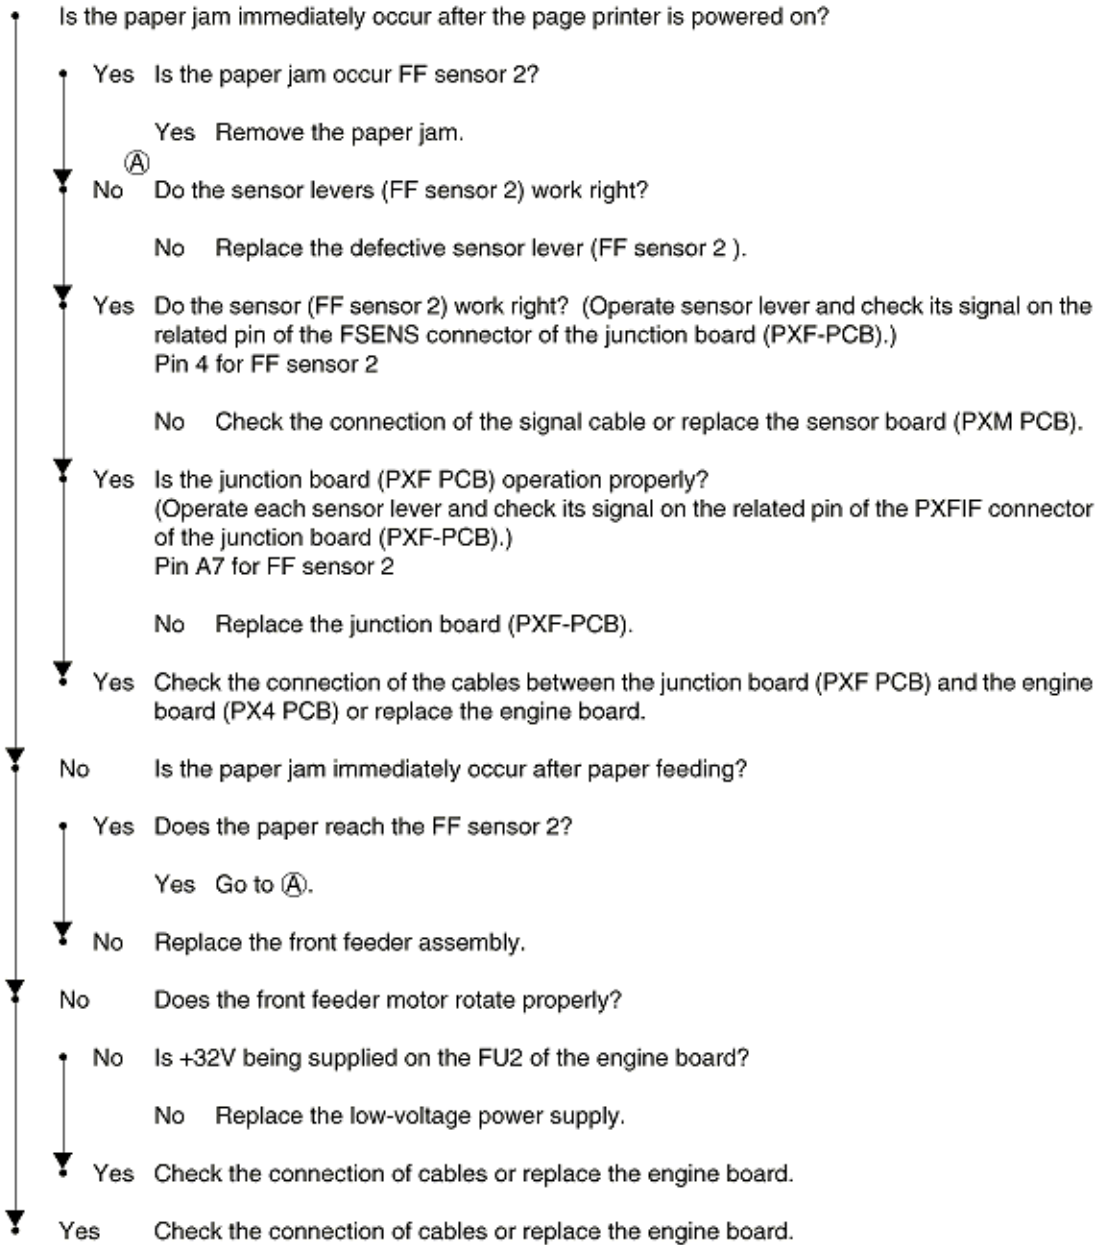 Is the paper jam immediately occur after the page printer is powered on?
Yes Is the paper jam occur FF sensor 2?
Yes Remove the paper jam.
Ⓐ
No Do the sensor levers (FF sensor 2) work right?
No Replace the defective sensor lever (FF sensor 2 ).
Yes Do the sensor (FF sensor 2) work right? (Operate sensor lever and check its signal on the
related pin of the FSENS connector of the junction board (PXF-PCB).)
Pin 4 for FF sensor 2
No Check the connection of the signal cable or replace the sensor board (PXM PCB).
Yes Is the junction board (PXF PCB) operation properly?
(Operate each sensor lever and check its signal on the related pin of the PXFIF connector
of the junction board (PXF-PCB).)
Pin A7 for FF sensor 2
No Replace the junction board (PXF-PCB).
Yes Check the connection of the cables between the junction board (PXF PCB) and the engine
board (PX4 PCB) or replace the engine board.
No Is the paper jam immediately occur after paper feeding?
Yes Does the paper reach the FF sensor 2?
Yes Go to Ⓐ.
No Replace the front feeder assembly.
No Does the front feeder motor rotate properly?
No Is +32V being supplied on the FU2 of the engine board?
No Replace the low-voltage power supply.
Yes Check the connection of cables or replace the engine board.
Yes Check the connection of cables or replace the engine board.